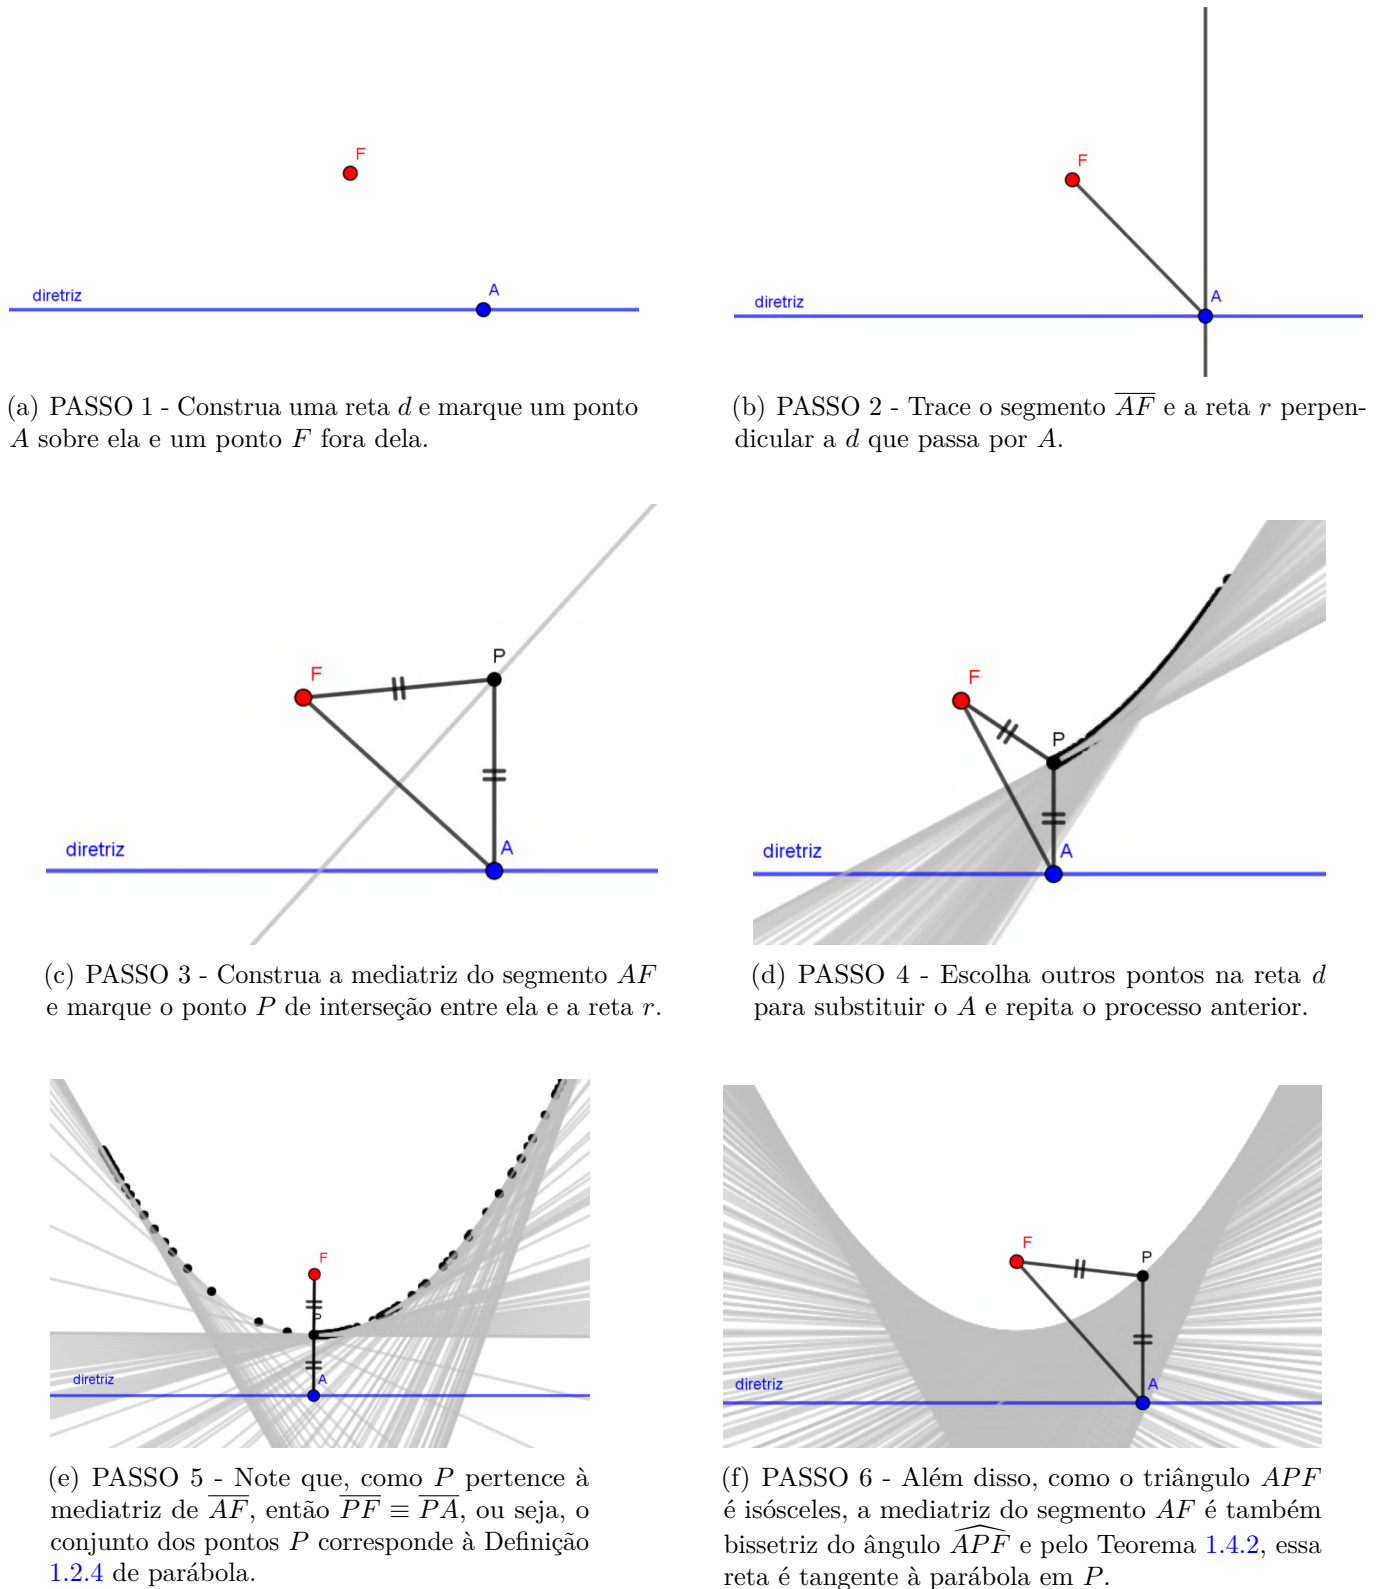 F
diretriz
A
(a) PASSO 1 - Construa uma reta d e marque um ponto
A sobre ela e um ponto F fora dela.
F
diretriz
A
(b) PASSO 2 - Trace o segmento AF e a reta r perpen-
dicular a d que passa por A.
F
P
diretriz
A
(c) PASSO 3 - Construa a mediatriz do segmento AF
e marque o ponto P de interseção entre ela e a reta r.
F
P
diretriz
A
(d) PASSO 4 - Escolha outros pontos na reta d
para substituir o A e repita o processo anterior.
F
P
diretriz
A
(e) PASSO 5 - Note que, como P pertence à
mediatriz de AF, então PF ≡ PA, ou seja, o
conjunto dos pontos P corresponde à Definição
1.2.4 de parábola.
F
P
diretriz
A
(f) PASSO 6 - Além disso, como o triângulo APF
é isósceles, a mediatriz do segmento AF é também
bissetriz do ângulo APF e pelo Teorema 1.4.2, essa
reta é tangente à parábola em P.